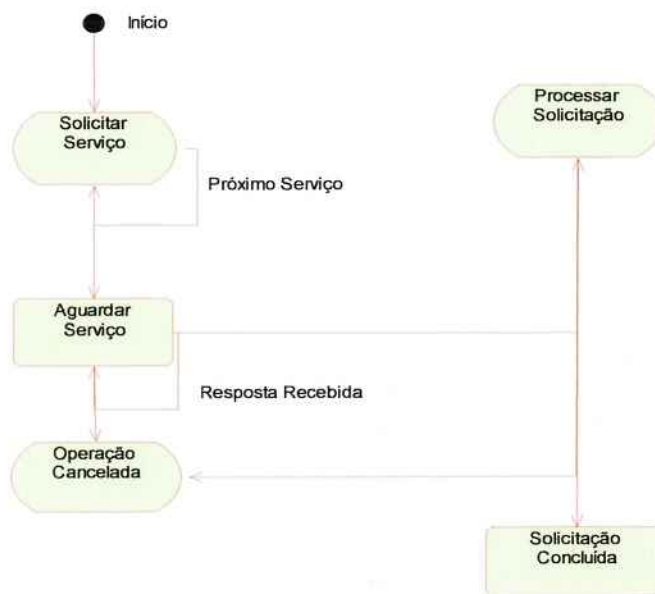 Início
Solicitar
Serviço
Processar
Solicitação
Próximo Serviço
Aguardar
Serviço
Resposta Recebida
Operação
Cancelada
Solicitação
Concluída